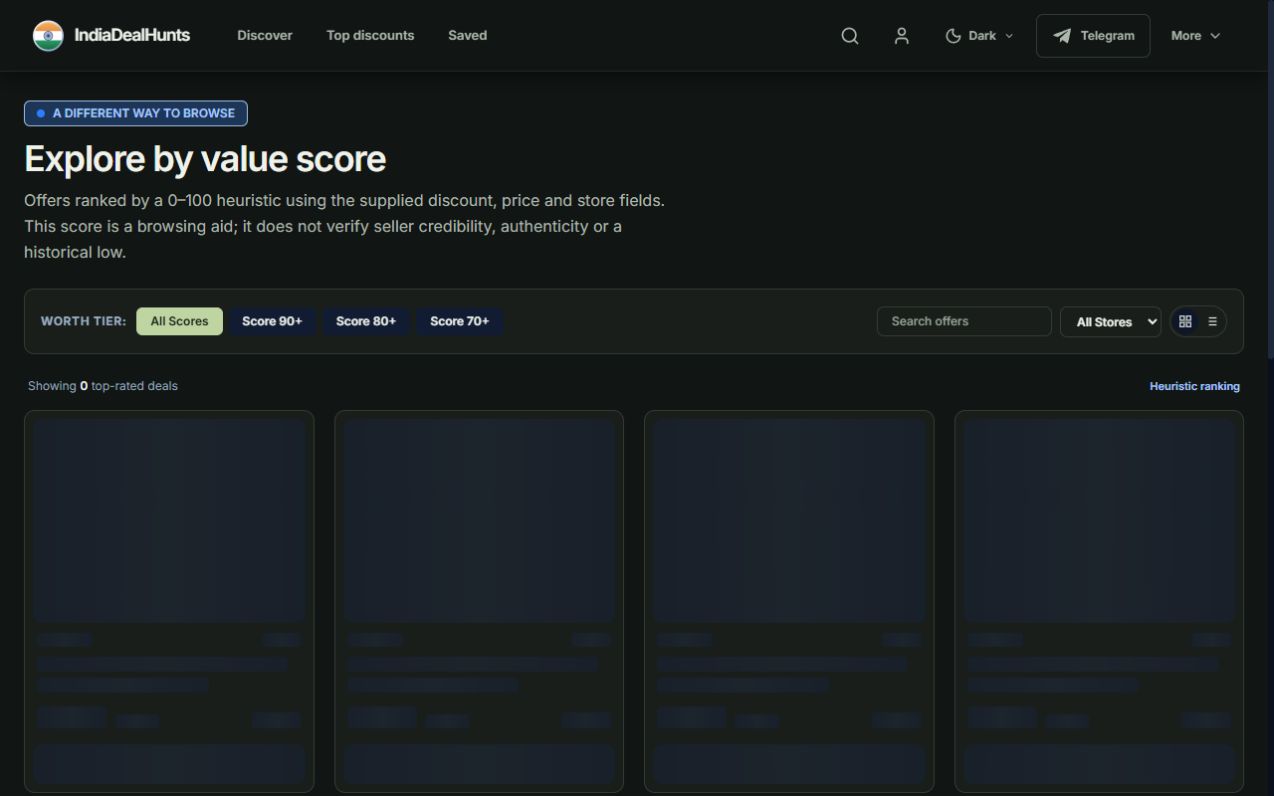 IndiaDealHunts
Discover
Top discounts
Saved
Dark
Telegram
More
A DIFFERENT WAY TO BROWSE
Explore by value score
Offers ranked by a 0–100 heuristic using the supplied discount, price and store fields.
This score is a browsing aid; it does not verify seller credibility, authenticity or a
historical low.
WORTH TIER:
All Scores
Score 90+
Score 80+
Score 70+
Search offers
All Stores
Showing 0 top-rated deals
Heuristic ranking